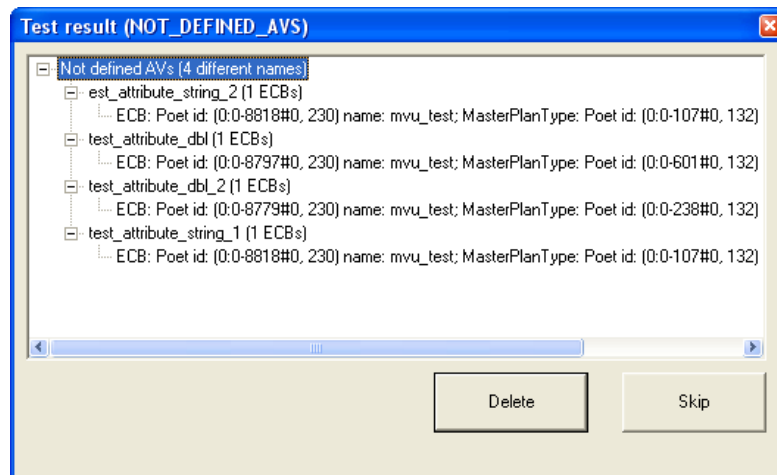 Test result (NOT_DEFINED_AVS)
Not defined AVs (4 different names)
est_attribute_string_2 (1 ECBs)
ECB: Poet id: (0:0-8818#0, 230) name: mvu_test; MasterPlanType: Poet id: (0:0-107#0, 132)
test_attribute_dbl (1 ECBs)
ECB: Poet id: (0:0-8797#0, 230) name: mvu_test; MasterPlanType: Poet id: (0:0-601#0, 132)
test_attribute_dbl_2 (1 ECBs)
ECB: Poet id: (0:0-8779#0, 230) name: mvu_test; MasterPlanType: Poet id: (0:0-238#0, 132)
test_attribute_string_1 (1 ECBs)
ECB: Poet id: (0:0-8818#0, 230) name: mvu_test; MasterPlanType: Poet id: (0:0-107#0, 132)
Delete Skip